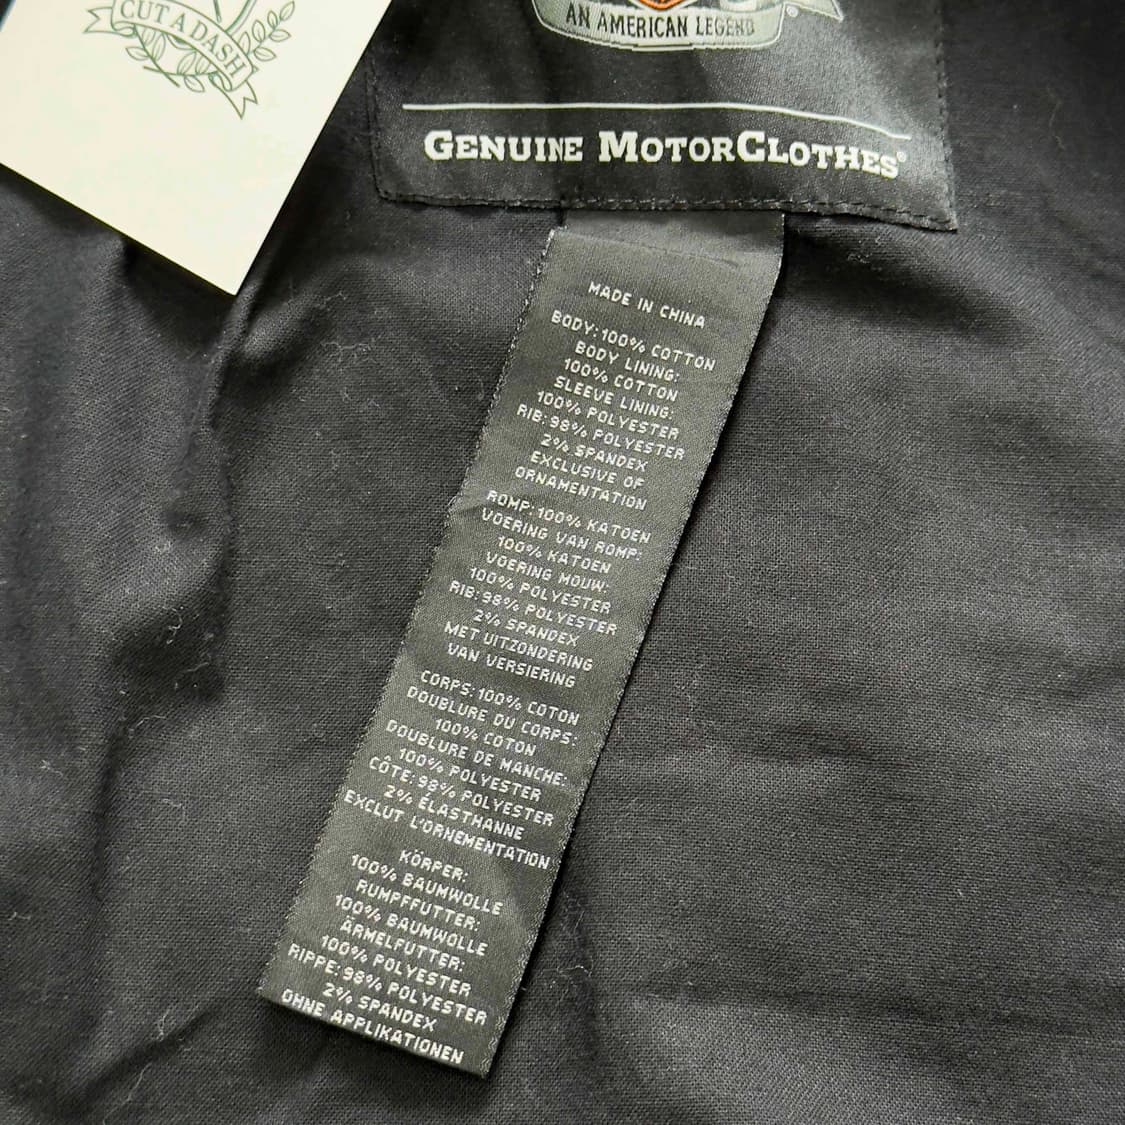 CUT A DASH
AN AMERICAN LEGEND
GENUINE MOTORCLOTHES®
MADE IN CHINA
BODY:100% COTTON
BODY LINING:
100% COTTON
SLEEVE LINING:
100% POLYESTER
RIB:98% POLYESTER
2% SPANDEX
EXCLUSIVE OF
ORNAMENTATION
ROMP:100% KATOEN
VOERING VAN ROMP:
100% KATOEN
VOERING MOUW:
100% POLYESTER
RIB:98% POLYESTER
2% SPANDEX
MET UITZONDERING
VAN VERSIERING
CORPS:100% COTON
DOUBLURE DU CORPS:
100% COTON
DOUBLURE DE MANCHE:
100% POLYESTER
CÔTE:98% POLYESTER
2% ÉLASTHANNE
EXCLUT L'ORNEMENTATION
KÖRPER:
100% BAUMWOLLE
RUMPFFUTTER:
100% BAUMWOLLE
ÄRMELFUTTER:
100% POLYESTER
RIPPE:98% POLYESTER
2% SPANDEX
OHNE APPLIKATIONEN